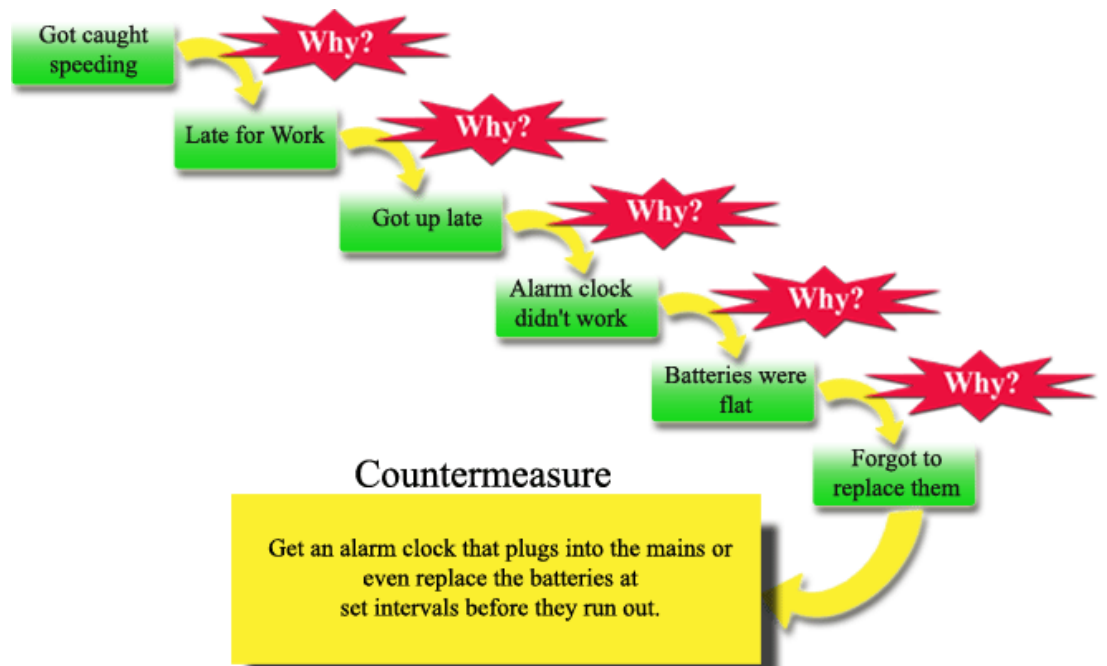 Got caught
speeding
Why?
Late for Work
Why?
Got up late
Why?
Alarm clock
didn't work
Why?
Batteries were
flat
Why?
Forgot to
replace them
Countermeasure
Get an alarm clock that plugs into the mains or
even replace the batteries at
set intervals before they run out.